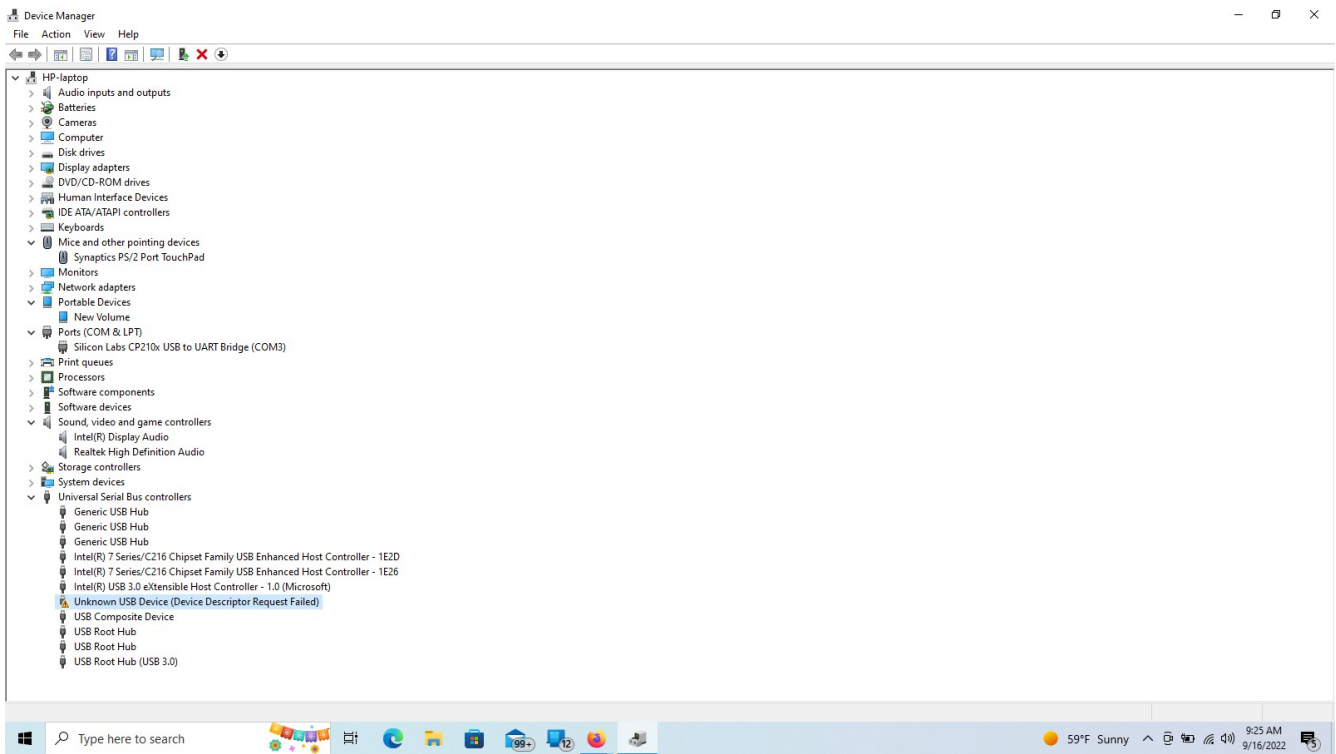 Device Manager
File Action View Help
HP-laptop
Audio inputs and outputs
Batteries
Cameras
Computer
Disk drives
Display adapters
DVD/CD-ROM drives
Human Interface Devices
IDE ATA/ATAPI controllers
Keyboards
Mice and other pointing devices
Synaptics PS/2 Port TouchPad
Monitors
Network adapters
Portable Devices
New Volume
Ports (COM & LPT)
Silicon Labs CP210x USB to UART Bridge (COM3)
Print queues
Processors
Software components
Software devices
Sound, video and game controllers
Intel(R) Display Audio
Realtek High Definition Audio
Storage controllers
System devices
Universal Serial Bus controllers
Generic USB Hub
Generic USB Hub
Generic USB Hub
Intel(R) 7 Series/C216 Chipset Family USB Enhanced Host Controller - 1E2D
Intel(R) 7 Series/C216 Chipset Family USB Enhanced Host Controller - 1E26
Intel(R) USB 3.0 eXtensible Host Controller - 1.0 (Microsoft)
Unknown USB Device (Device Descriptor Request Failed)
USB Composite Device
USB Root Hub
USB Root Hub
USB Root Hub (USB 3.0)
Type here to search 99+ 12 59°F Sunny 9:25 AM 5
9/16/2022